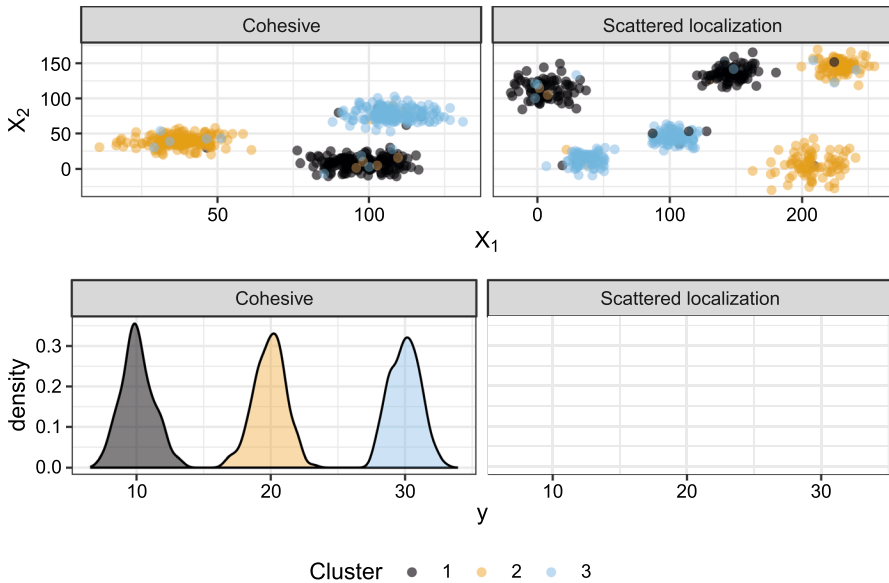 Cohesive Scattered localization
150
100
50
0
X₂
50 100 0 100 200
X₁
Cohesive Scattered localization
0.3
0.2
0.1
0.0
density
10 20 30 10 20 30
y
Cluster 1 2 3